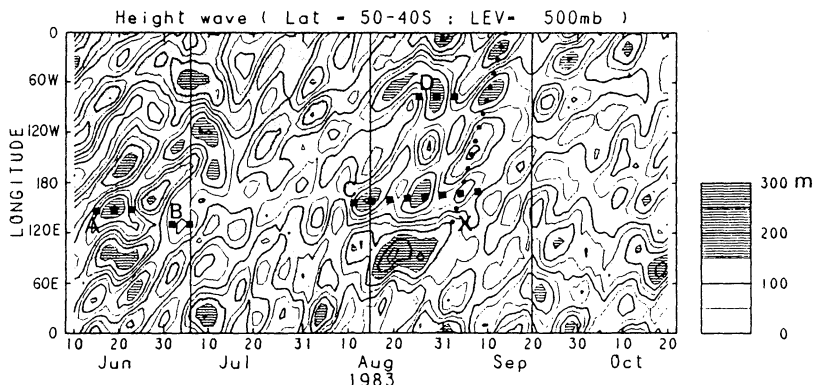 Height wave ( Lat = 50-40S : LEV= 500mb )
0
60W
120W
180
120E
60E
0
LONGITUDE
A
B
C
D
X
10 20 30 10 20 30 10 20 31 10 20 30 10 20
Jun Jul Aug Sep Oct
1983
300 m
200
100
0